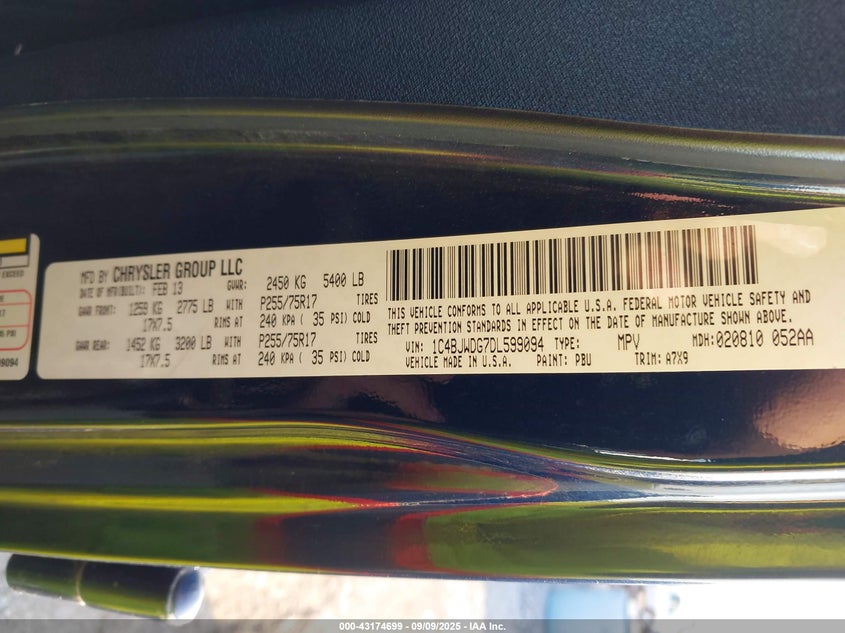 EXCEED
17
99094
MFD BY CHRYSLER GROUP LLC
DATE OF MFR(BUILT): FEB 13 GVWR: 2450 KG 5400 LB
GAWR FRONT: 1259 KG 2775 LB WITH P255/75R17 TIRES
17X7.5 RIMS AT 240 KPA ( 35 PSI) COLD
GAWR REAR: 1452 KG 3200 LB WITH P255/75R17 TIRES
17X7.5 RIMS AT 240 KPA ( 35 PSI) COLD
THIS VEHICLE CONFORMS TO ALL APPLICABLE U.S.A. FEDERAL MOTOR VEHICLE SAFETY AND
THEFT PREVENTION STANDARDS IN EFFECT ON THE DATE OF MANUFACTURE SHOWN ABOVE.
VIN: 1C4BJWDG7DL599094 TYPE: MPV MDH: 020810 052AA
VEHICLE MADE IN U.S.A. PAINT: PBU TRIM: A7X9
000-43174699 - 09/09/2025 - IAA Inc.